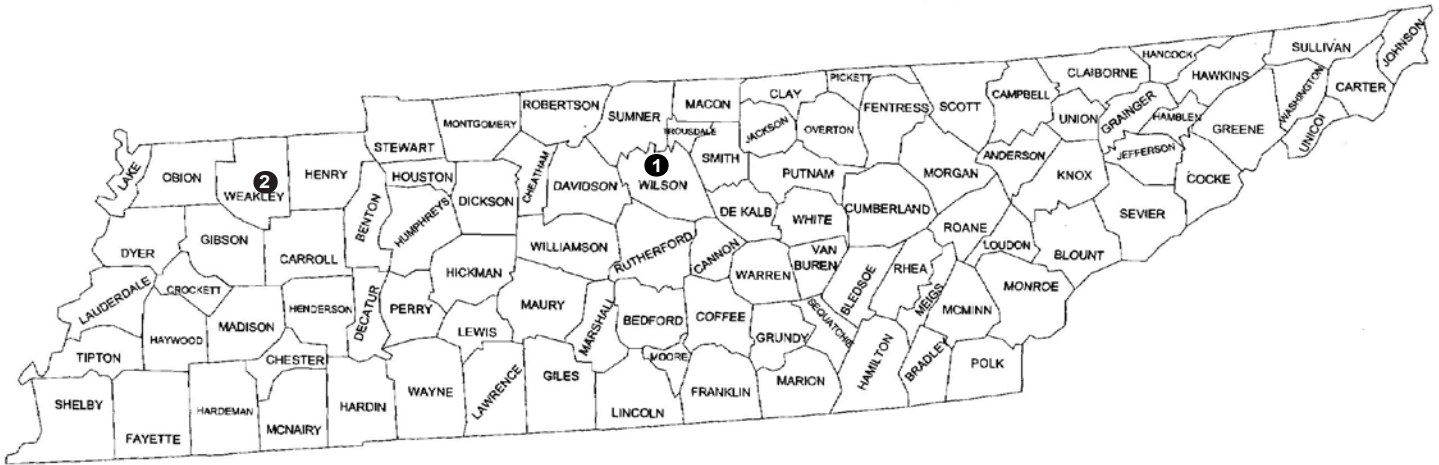 LAKE
OBION
WEAKLEY
2
HENRY
STEWART
MONTGOMERY
ROBERTSON
SUMNER
MACON
TROUSDALE
CLAY
PICKETT
FENTRESS
SCOTT
CAMPBELL
CLAIBORNE
HANCOCK
HAWKINS
SULLIVAN
JOHNSON
CARTER
WASHINGTON
UNICOI
GREENE
HAMBLEN
GRAINGER
UNION
JEFFERSON
COCKE
SEVIER
KNOX
ANDERSON
MORGAN
OVERTON
JACKSON
SMITH
1
WILSON
DAVIDSON
CHEATHAM
DICKSON
HOUSTON
HUMPHREYS
BENTON
CARROLL
GIBSON
DYER
LAUDERDALE
CROCKETT
HAYWOOD
MADISON
HENDERSON
DECATUR
PERRY
HICKMAN
WILLIAMSON
RUTHERFORD
CANNON
DE KALB
PUTNAM
WHITE
CUMBERLAND
ROANE
LOUDON
BLOUNT
MONROE
MCMINN
MEIGS
RHEA
BLEDSOE
VAN
BUREN
WARREN
SEQUATCHIE
GRUNDY
COFFEE
BEDFORD
MARSHALL
MAURY
LEWIS
TIPTON
CHESTER
SHELBY
FAYETTE
HARDEMAN
MCNAIRY
HARDIN
WAYNE
LAWRENCE
GILES
LINCOLN
MOORE
FRANKLIN
MARION
HAMILTON
BRADLEY
POLK